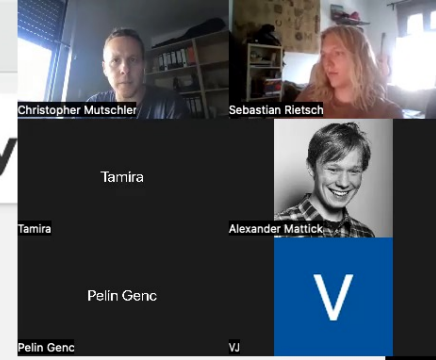 y
Christopher Mutschler
Sebastian Rietsch
Tamira
Tamira
Alexander Mattick
Pelin Genc
V
Pelin Genc
VJ